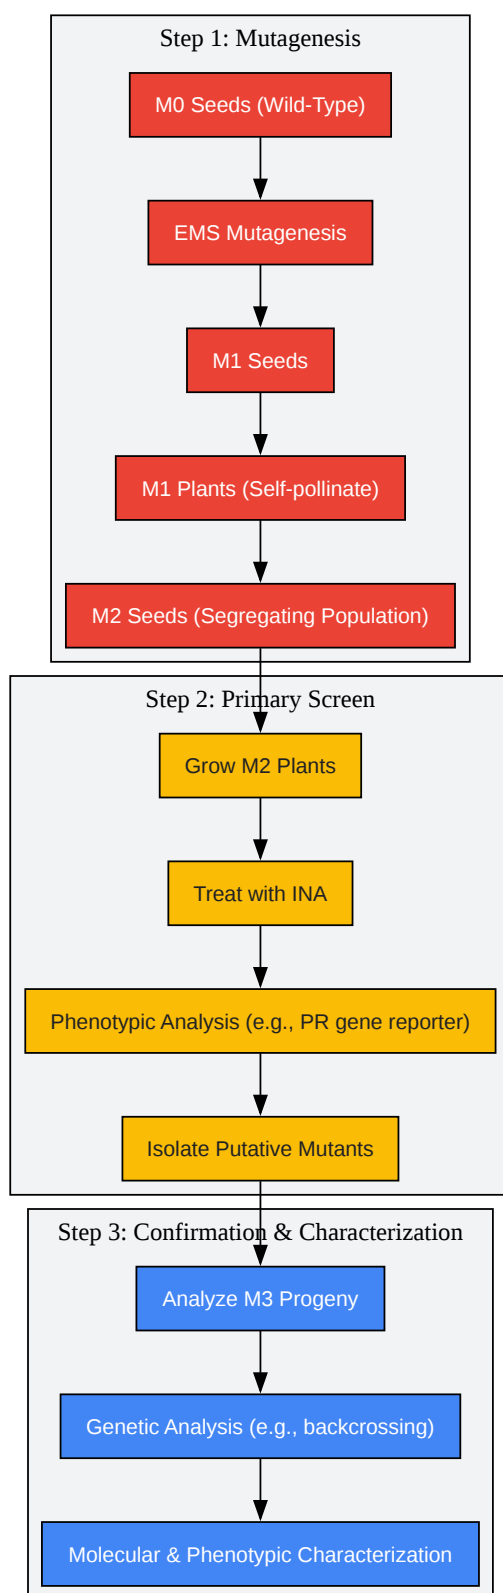 Step 1: Mutagenesis
M0 Seeds (Wild-Type)
EMS Mutagenesis
M1 Seeds
M1 Plants (Self-pollinate)
M2 Seeds (Segregating Population)
Step 2: Primary Screen
Grow M2 Plants
Treat with INA
Phenotypic Analysis (e.g., PR gene reporter)
Isolate Putative Mutants
Step 3: Confirmation & Characterization
Analyze M3 Progeny
Genetic Analysis (e.g., backcrossing)
Molecular & Phenotypic Characterization